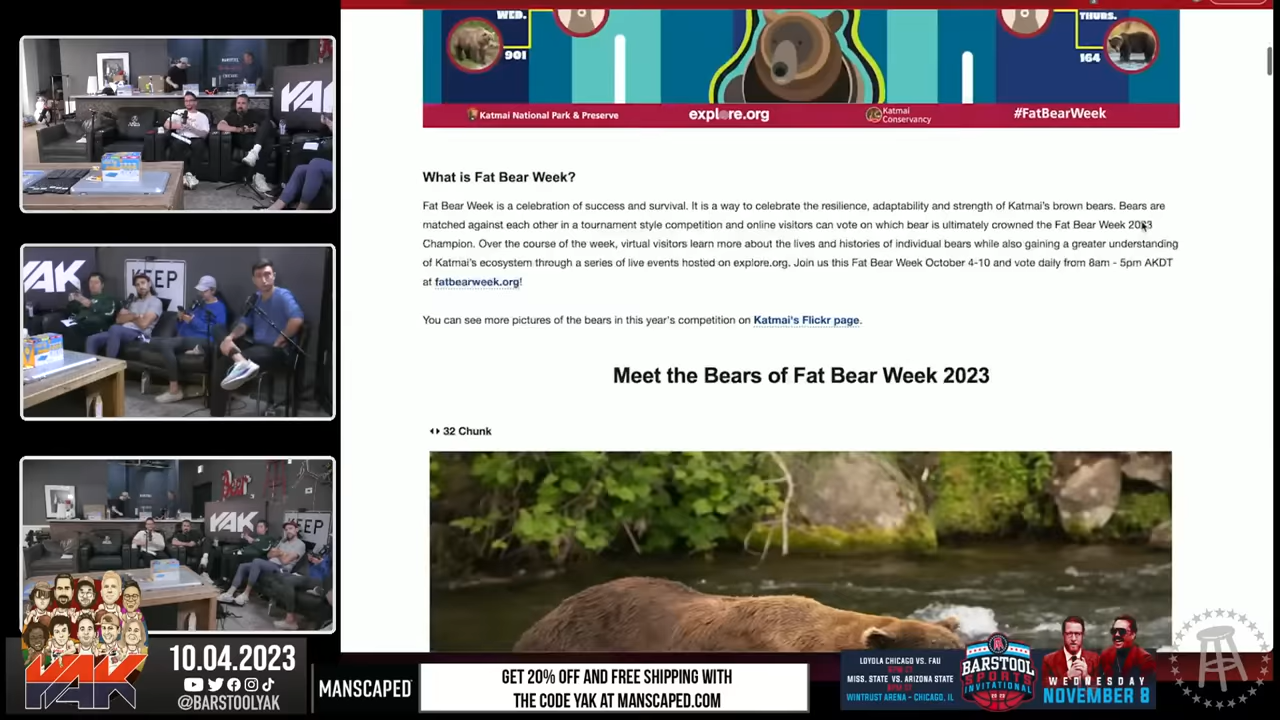 WED.
901
THURS.
164
Katmai National Park & Preserve
explore.org
Katmai
Conservancy
#FatBearWeek
What is Fat Bear Week?
Fat Bear Week is a celebration of success and survival. It is a way to celebrate the resilience, adaptability and strength of Katmai's brown bears. Bears are
matched against each other in a tournament style competition and online visitors can vote on which bear is ultimately crowned the Fat Bear Week 2023
Champion. Over the course of the week, virtual visitors learn more about the lives and histories of individual bears while also gaining a greater understanding
of Katmai's ecosystem through a series of live events hosted on explore.org. Join us this Fat Bear Week October 4-10 and vote daily from 8am - 5pm AKDT
at fatbearweek.org!
You can see more pictures of the bears in this year's competition on Katmai's Flickr page.
Meet the Bears of Fat Bear Week 2023
32 Chunk
YAK
YAK
KEEP
YAK
KEEP
YAK
10.04.2023
@BARSTOOLYAK
MANSCAPED
GET 20% OFF AND FREE SHIPPING WITH
THE CODE YAK AT MANSCAPED.COM
LOYOLA CHICAGO VS. FAU
MISS. STATE VS. ARIZONA STATE
WINTRUST ARENA - CHICAGO, IL
BARSTOOL
SPORTS
INVITATIONAL
WEDNESDAY
NOVEMBER 8